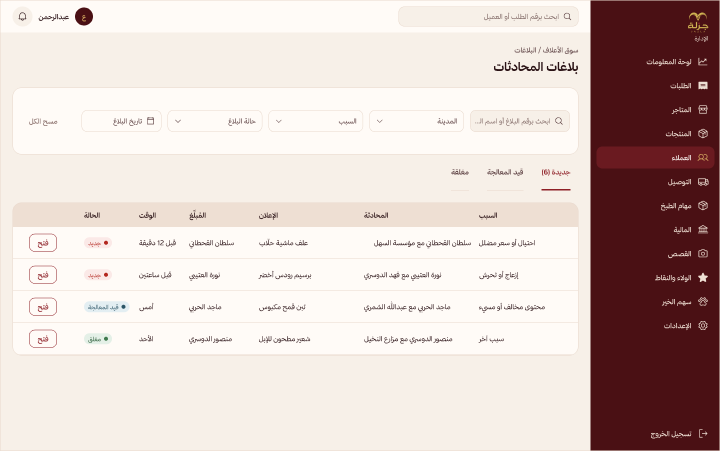 جزلة
الإدارة
لوحة المعلومات
الطلبات
المتاجر
المنتجات
العملاء
التوصيل
مهام الطبخ
المالية
القصص
الولاء والنقاط
سهم الخير
الإعدادات
تسجيل الخروج
ابحث برقم الطلب أو العميل
ع عبدالرحمن
سوق الأعلاف / البلاغات
بلاغات المحادثات
ابحث برقم البلاغ أو اسم الـ... المدينة السبب حالة البلاغ تاريخ البلاغ مسح الكل
جديدة (6) قيد المعالجة مغلقة
السبب المحادثة الإعلان المُبلّغ الوقت الحالة
احتيال أو سعر مضلل سلطان القحطاني مع مؤسسة السهل علف ماشية حلاب سلطان القحطاني قبل 12 دقيقة جديد فتح
إزعاج أو تحرش نورة العتيبي مع فهد الدوسري برسيم رودس أخضر نورة العتيبي قبل ساعتين جديد فتح
محتوى مخالف أو مسيء ماجد الحربي مع عبدالله الشمري تبن قمح مكبوس ماجد الحربي أمس قيد المعالجة فتح
سبب آخر منصور الدوسري مع مزارع النخيل شعير مطحون للإبل منصور الدوسري الأحد مغلق فتح